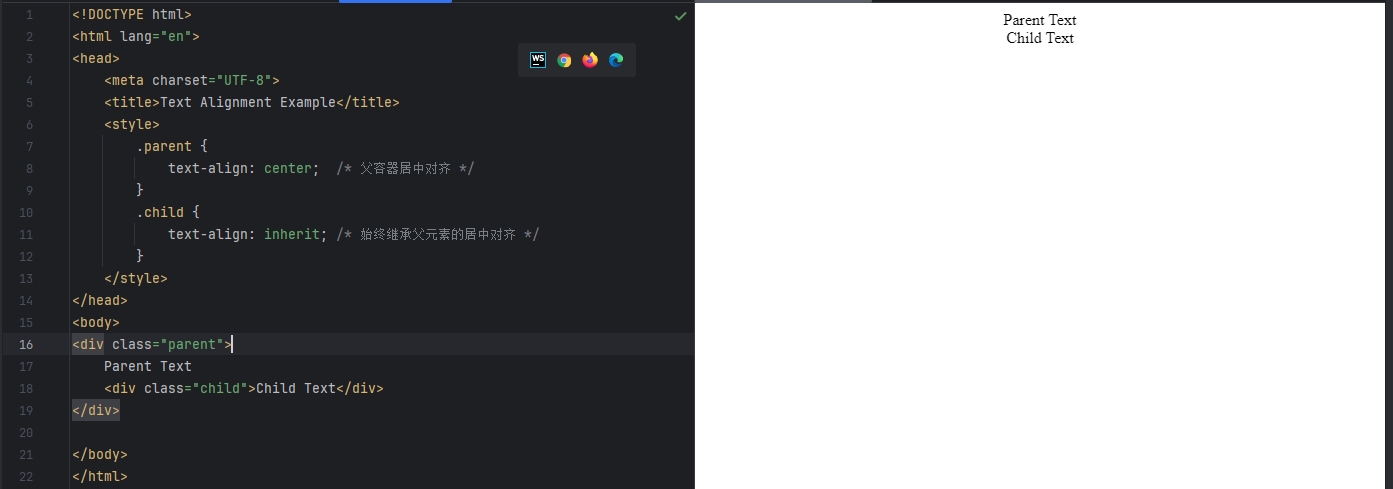 1 <!DOCTYPE html>
2 <html lang="en">
3 <head>
4 <meta charset="UTF-8">
5 <title>Text Alignment Example</title>
6 <style>
7 .parent {
8 text-align: center; /* 父容器居中对齐 */
9 }
10 .child {
11 text-align: inherit; /* 始终继承父元素的居中对齐 */
12 }
13 </style>
14 </head>
15 <body>
16 <div class="parent">
17 Parent Text
18 <div class="child">Child Text</div>
19 </div>
20
21 </body>
22 </html>
WS
Parent Text
Child Text